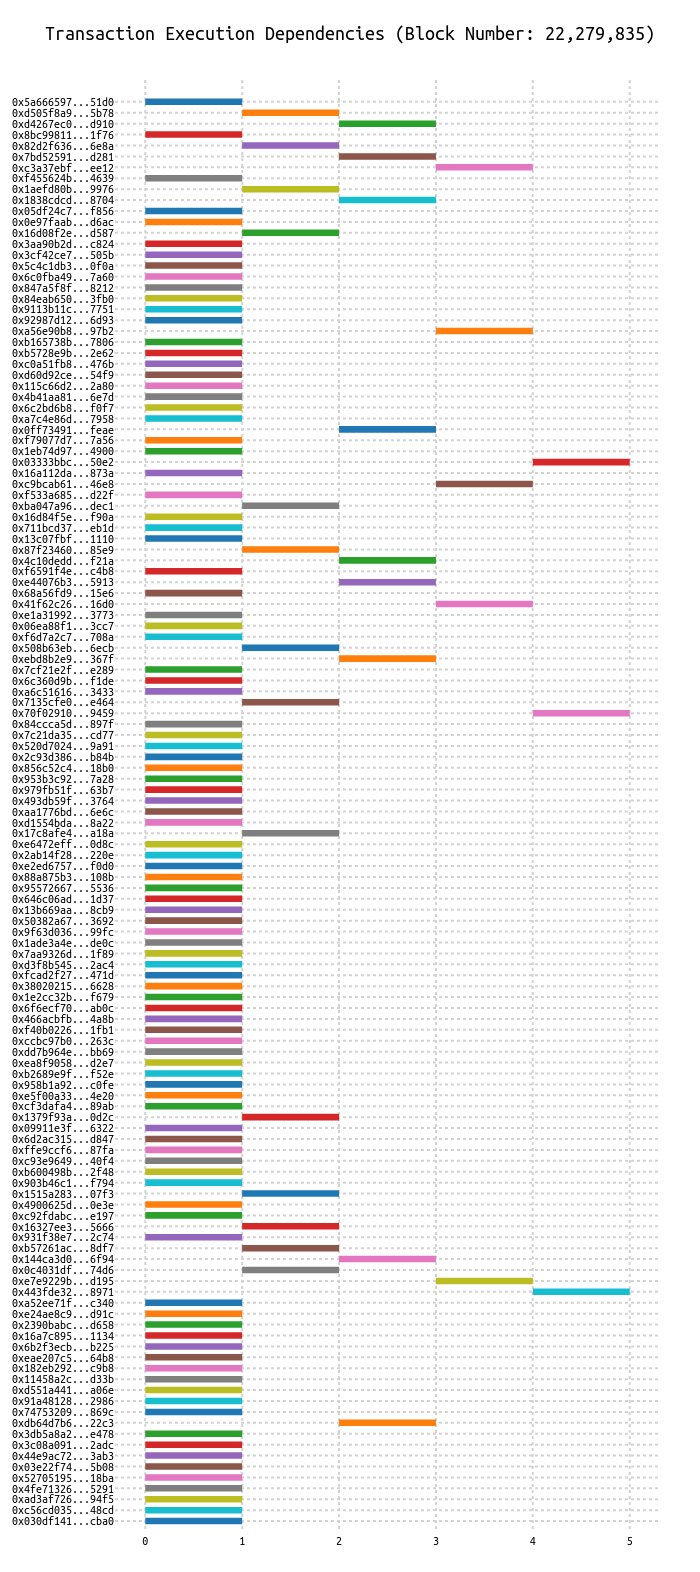 Transaction Execution Dependencies (Block Number: 22,279,835)
0x5a666597...51d0
0xd505f8a9...5b78
0xd4267ec0...d910
0x8bc99811...1f76
0x82d2f636...6e8a
0x7bd52591...d281
0xc3a37ebf...ee12
0xf455624b...4639
0x1aefd80b...9976
0x1838cdcd...8704
0x05df24c7...f856
0x0e97faab...d6ac
0x16d08f2e...d587
0x3aa90b2d...c824
0x3cf42ce7...505b
0x5c4c1db3...0f0a
0x6c0fba49...7a60
0x847a5f8f...8212
0x84eab650...3fb0
0x9113b11c...7751
0x92987d12...6d93
0xa56e90b8...97b2
0xb165738b...7806
0xb5728e9b...2e62
0xc0a51fb8...476b
0xd60d92ce...54f9
0x115c66d2...2a80
0x4b41aa81...6e7d
0x6c2bd6b8...f0f7
0xa7c4e86d...7958
0x0ff73491...feae
0xf79077d7...7a56
0x1eb74d97...4900
0x03333bbc...50e2
0x16a112da...873a
0xc9bcab61...46e8
0xf533a685...d22f
0xba047a96...dec1
0x16d84f5e...f90a
0x711bcd37...eb1d
0x13c07fbf...1110
0x87f23460...85e9
0x4c10dedd...f21a
0xf6591f4e...c4b8
0xe44076b3...5913
0x68a56fd9...15e6
0x41f62c26...16d0
0xe1a31992...3773
0x06ea88f1...3cc7
0xf6d7a2c7...708a
0x508b63eb...6ecb
0xebd8b2e9...367f
0x7cf21e2f...e289
0x6c360d9b...f1de
0xa6c51616...3433
0x7135cfe0...e464
0x70f02910...9459
0x84ccca5d...897f
0x7c21da35...cd77
0x520d7024...9a91
0x2c93d386...b84b
0x856c52c4...18b0
0x953b3c92...7a28
0x979fb51f...63b7
0x493db59f...3764
0xaa1776bd...6e6c
0xd1554bda...8a22
0x17c8afe4...a18a
0xe6472eff...0d8c
0x2ab14f28...220e
0xe2ed6757...f0d0
0x88a875b3...108b
0x95572667...5536
0x646c06ad...1d37
0x13b669aa...8cb9
0x50382a67...3692
0x9f63d036...99fc
0x1ade3a4e...de0c
0x7aa9326d...1f89
0xd3f8b545...2ac4
0xfcad2f27...471d
0x38020215...6628
0x1e2cc32b...f679
0x6f6ecf70...ab0c
0x466acbfb...4a8b
0xf40b0226...1fb1
0xccbc97b0...263c
0xdd7b964e...bb69
0xea8f9058...d2e7
0xb2689e9f...f52e
0x958b1a92...c0fe
0xe5f00a33...4e20
0xcf3dafa4...89ab
0x1379f93a...0d2c
0x09911e3f...6322
0x6d2ac315...d847
0xffe9ccf6...87fa
0xc93e9649...40f4
0xb600498b...2f48
0x903b46c1...f794
0x1515a283...07f3
0x4900625d...0e3e
0xc92fdabc...e197
0x16327ee3...5666
0x931f38e7...2c74
0xb57261ac...8df7
0x144ca3d0...6f94
0x0c4031df...74d6
0xe7e9229b...d195
0x443fde32...8971
0xa52ee71f...c340
0xe24ae8c9...d91c
0x2390babc...d658
0x16a7c895...1134
0x6b2f3ecb...b225
0xeae207c5...64b8
0x182eb292...c9b8
0x11458a2c...d33b
0xd551a441...a06e
0x91a48128...2986
0x74753209...869c
0xdb64d7b6...22c3
0x3db5a8a2...e478
0x3c08a091...2adc
0x44e9ac72...3ab3
0x03e22f74...5b08
0x52705195...18ba
0x4fe71326...5291
0xad3af726...94f5
0xc56cd035...48cd
0x030df141...cba0
0 1 2 3 4 5